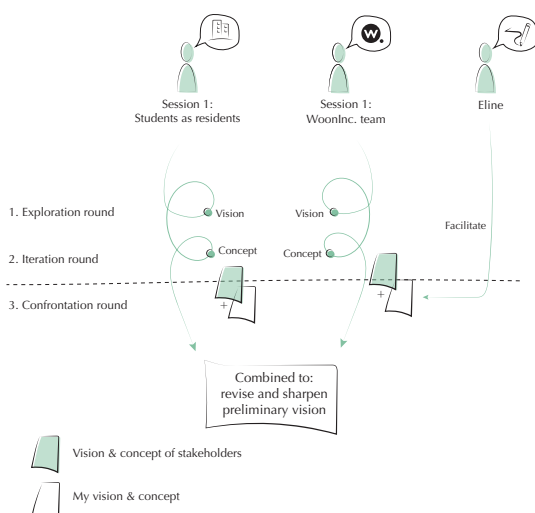 w.
Session 1:
Students as residents
Session 1:
WoonInc. team
Eline
1. Exploration round
Vision
Vision
Facilitate
2. Iteration round
Concept
Concept
3. Confrontation round
+
+
Combined to:
revise and sharpen
preliminary vision
Vision & concept of stakeholders
My vision & concept